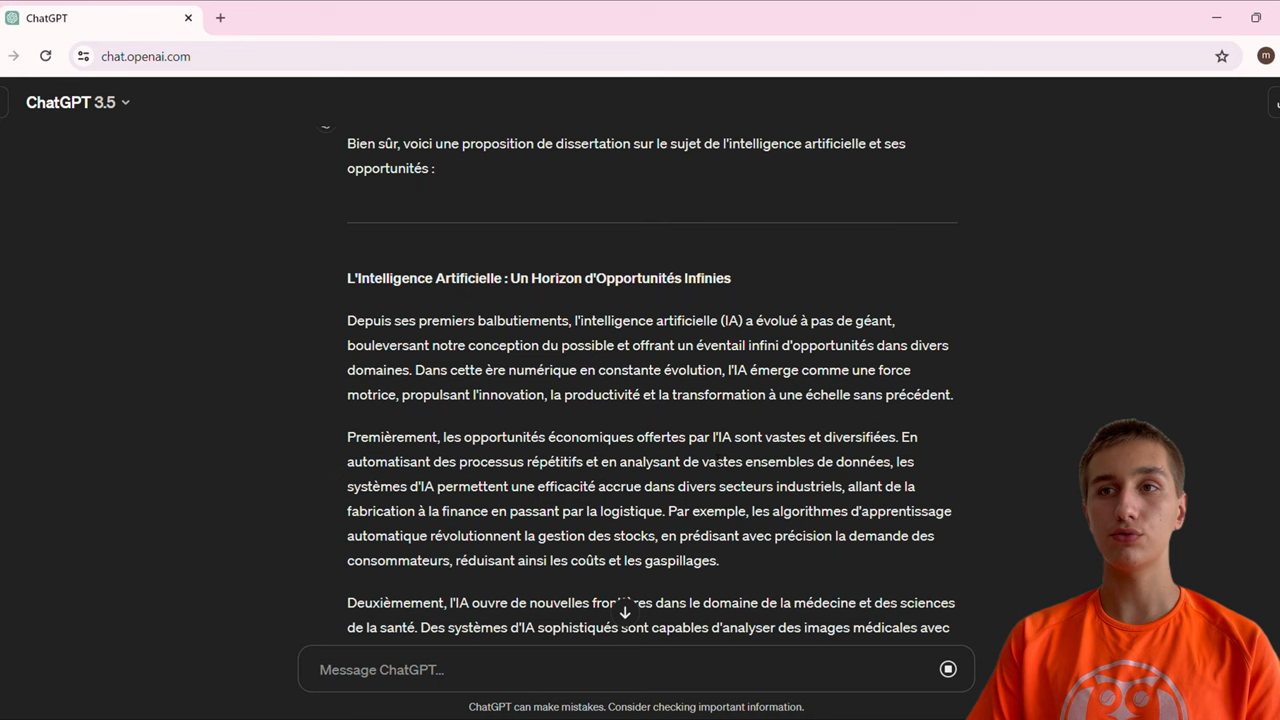 ChatGPT
chat.openai.com
m
ChatGPT 3.5
Bien sûr, voici une proposition de dissertation sur le sujet de l'intelligence artificielle et ses
opportunités :
L'Intelligence Artificielle : Un Horizon d'Opportunités Infinies
Depuis ses premiers balbutiements, l'intelligence artificielle (IA) a évolué à pas de géant,
bouleversant notre conception du possible et offrant un éventail infini d'opportunités dans divers
domaines. Dans cette ère numérique en constante évolution, l'IA émerge comme une force
motrice, propulsant l'innovation, la productivité et la transformation à une échelle sans précédent.
Premièrement, les opportunités économiques offertes par l'IA sont vastes et diversifiées. En
automatisant des processus répétitifs et en analysant de vastes ensembles de données, les
systèmes d'IA permettent une efficacité accrue dans divers secteurs industriels, allant de la
fabrication à la finance en passant par la logistique. Par exemple, les algorithmes d'apprentissage
automatique révolutionnent la gestion des stocks, en prédisant avec précision la demande des
consommateurs, réduisant ainsi les coûts et les gaspillages.
Deuxièmement, l'IA ouvre de nouvelles frontières dans le domaine de la médecine et des sciences
de la santé. Des systèmes d'IA sophistiqués sont capables d'analyser des images médicales avec
Message ChatGPT...
ChatGPT can make mistakes. Consider checking important information.